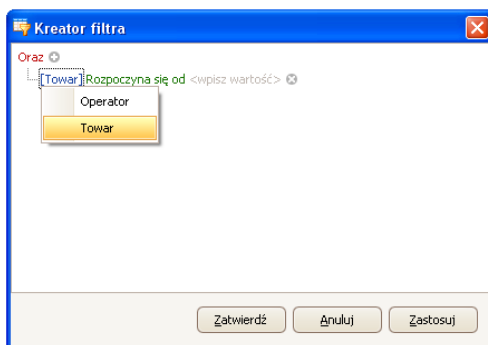 Kreator filtra
Oraz
[Towar] Rozpoczyna się od <wpisz wartość>
Operator
Towar
Zatwierdź Anuluj Zastosuj